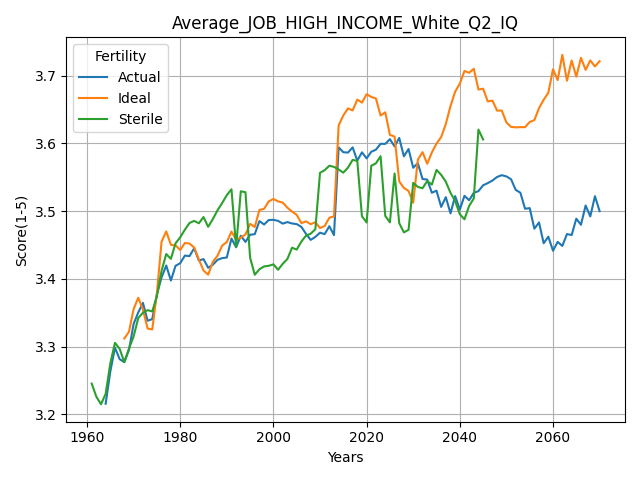 Average_JOB_HIGH_INCOME_White_Q2_IQ
Fertility
Actual
Ideal
Sterile
Score(1-5)
3.7
3.6
3.5
3.4
3.3
3.2
1960 1980 2000 2020 2040 2060
Years